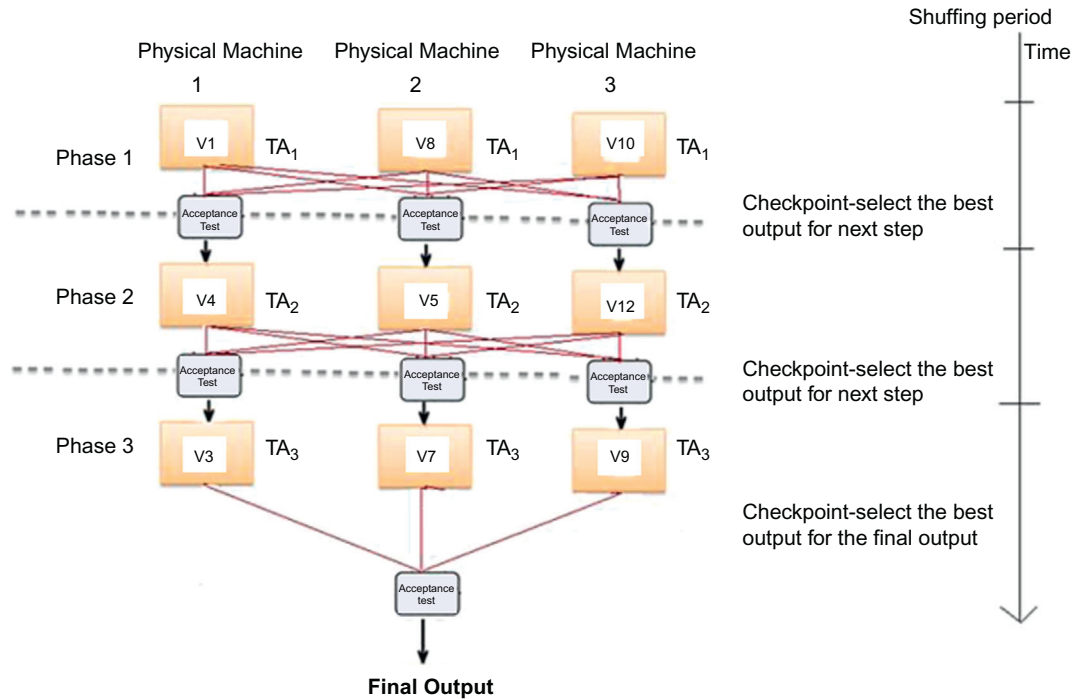 Shuffing period
Time
Physical Machine
1
Physical Machine
2
Physical Machine
3
Phase 1
V1
TA1
V8
TA1
V10
TA1
Acceptance
Test
Acceptance
Test
Acceptance
Test
Checkpoint-select the best
output for next step
Phase 2
V4
TA2
V5
TA2
V12
TA2
Acceptance
Test
Acceptance
Test
Acceptance
Test
Checkpoint-select the best
output for next step
Phase 3
V3
TA3
V7
TA3
V9
TA3
Checkpoint-select the best
output for the final output
Acceptance
test
Final Output